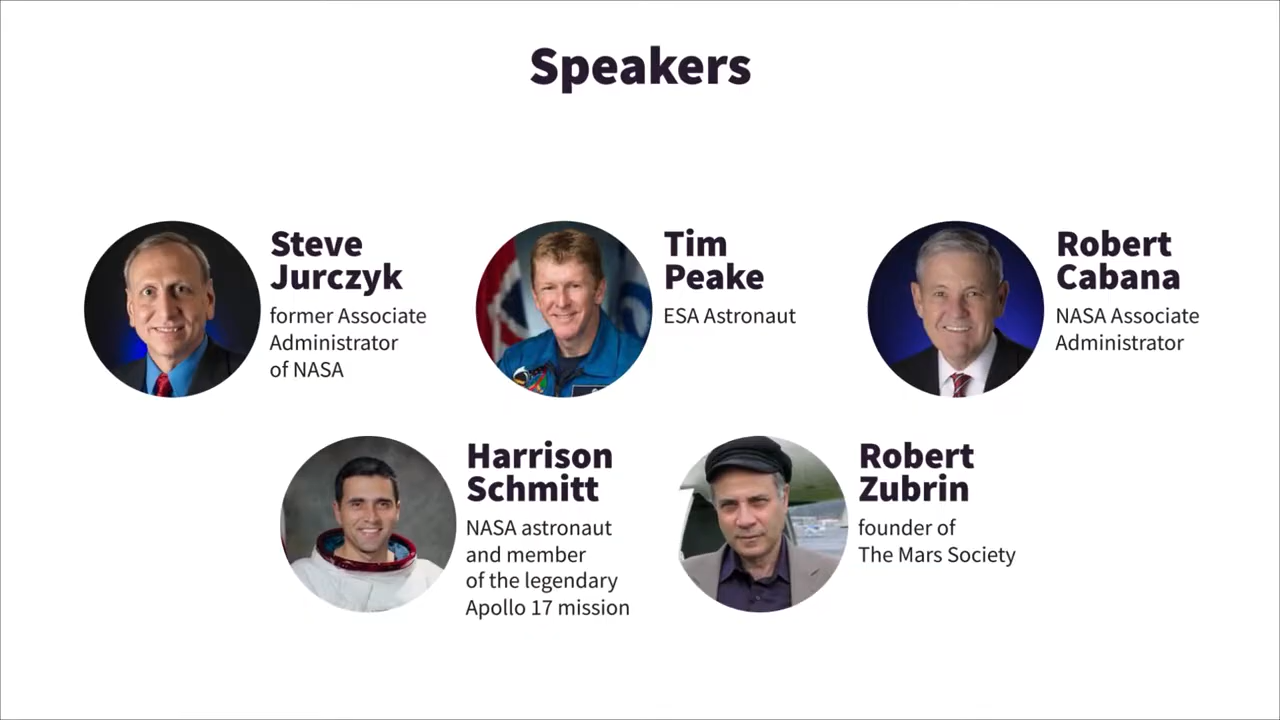 Speakers
Steve
Jurczyk
former Associate
Administrator
of NASA
Tim
Peake
ESA Astronaut
Robert
Cabana
NASA Associate
Administrator
Harrison
Schmitt
NASA astronaut
and member
of the legendary
Apollo 17 mission
Robert
Zubrin
founder of
The Mars Society